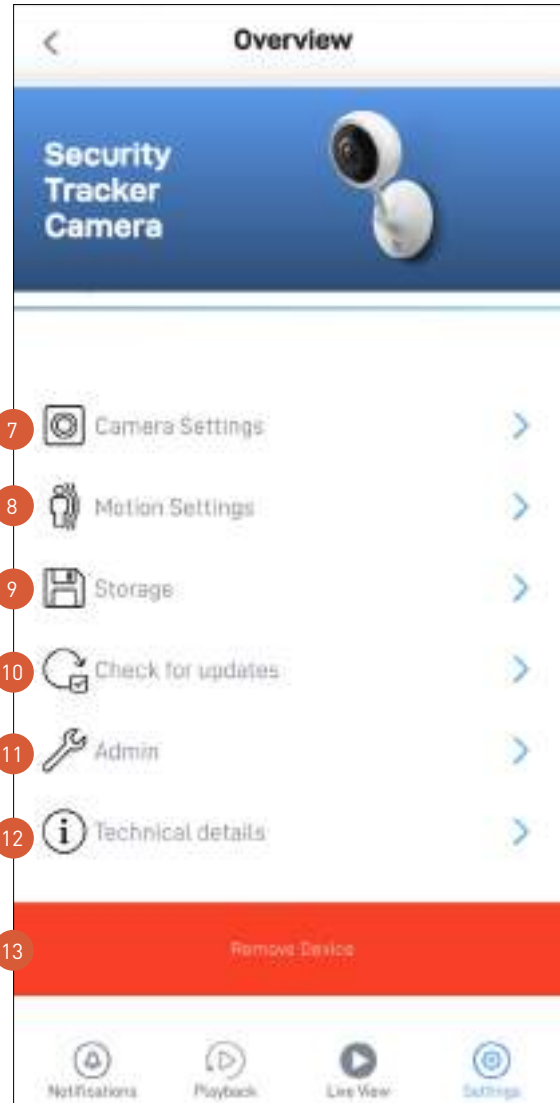 Overview
Security
Tracker
Camera
7 Camera Settings
8 Motion Settings
9 Storage
10 Check for updates
11 Admin
12 i Technical details
13 Remove Device
Notifications Playback Live View Settings